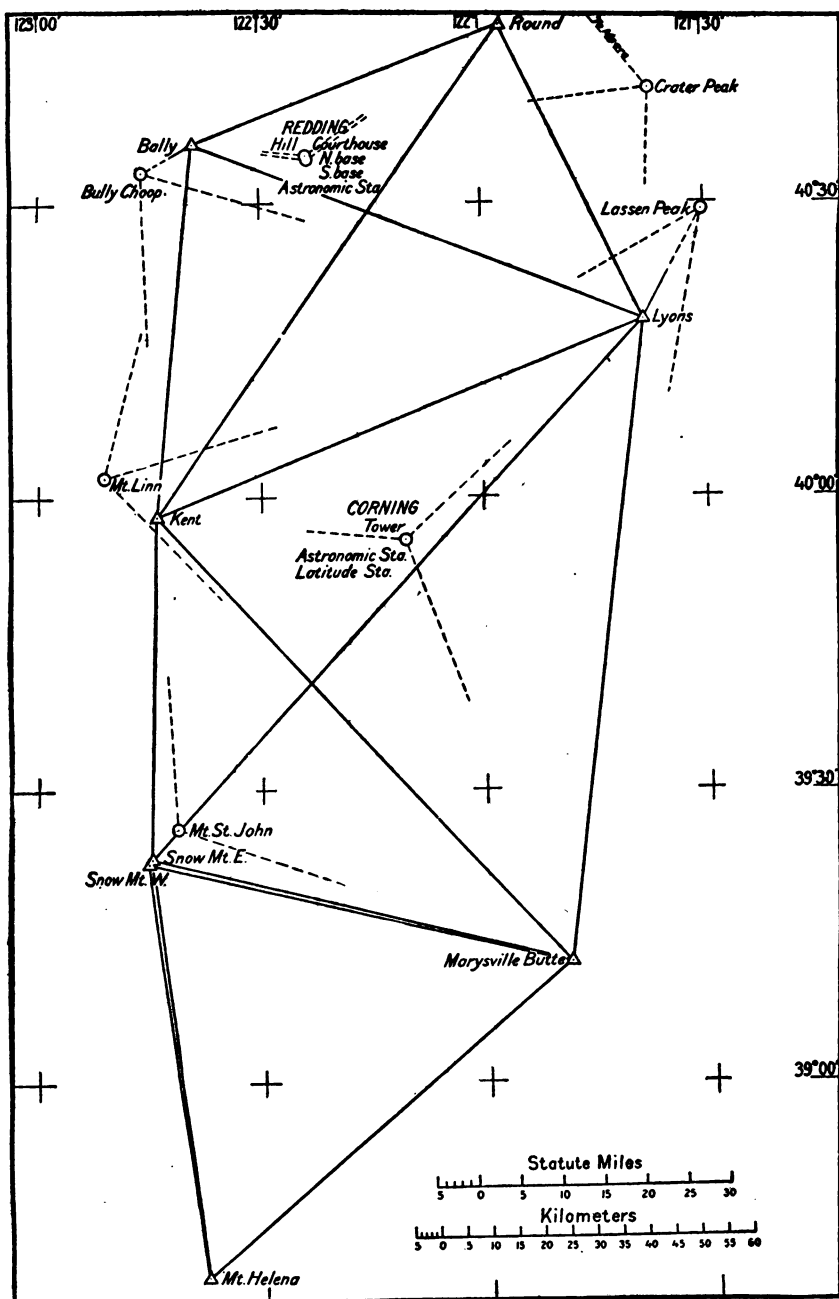 123°00'
122°30'
122°
Round
121°30'
Crater Peak
REDDING
Hill Courthouse
N. base
S. base
Astronomic Sta.
Bally
Bully Choop
Lassen Peak
40°30'
Lyons
Mt. Linn
Kent
40°00'
CORNING
Tower
Astronomic Sta.
Latitude Sta.
39°30'
Mt. St. John
Snow Mt. E.
Snow Mt. W.
Marysville Butte
39°00'
Statute Miles
5 0 5 10 15 20 25 30
Kilometers
5 0 5 10 15 20 25 30 35 40 45 50 55 60
Mt. Helena